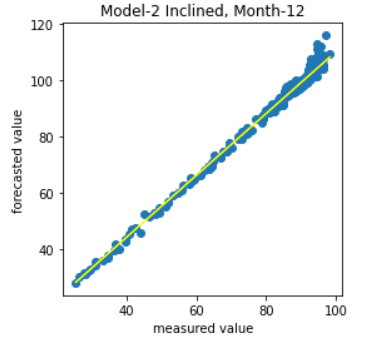 Model-2 Inclined, Month-12
120
100
80
60
40
forecasted value
40 60 80 100
measured value